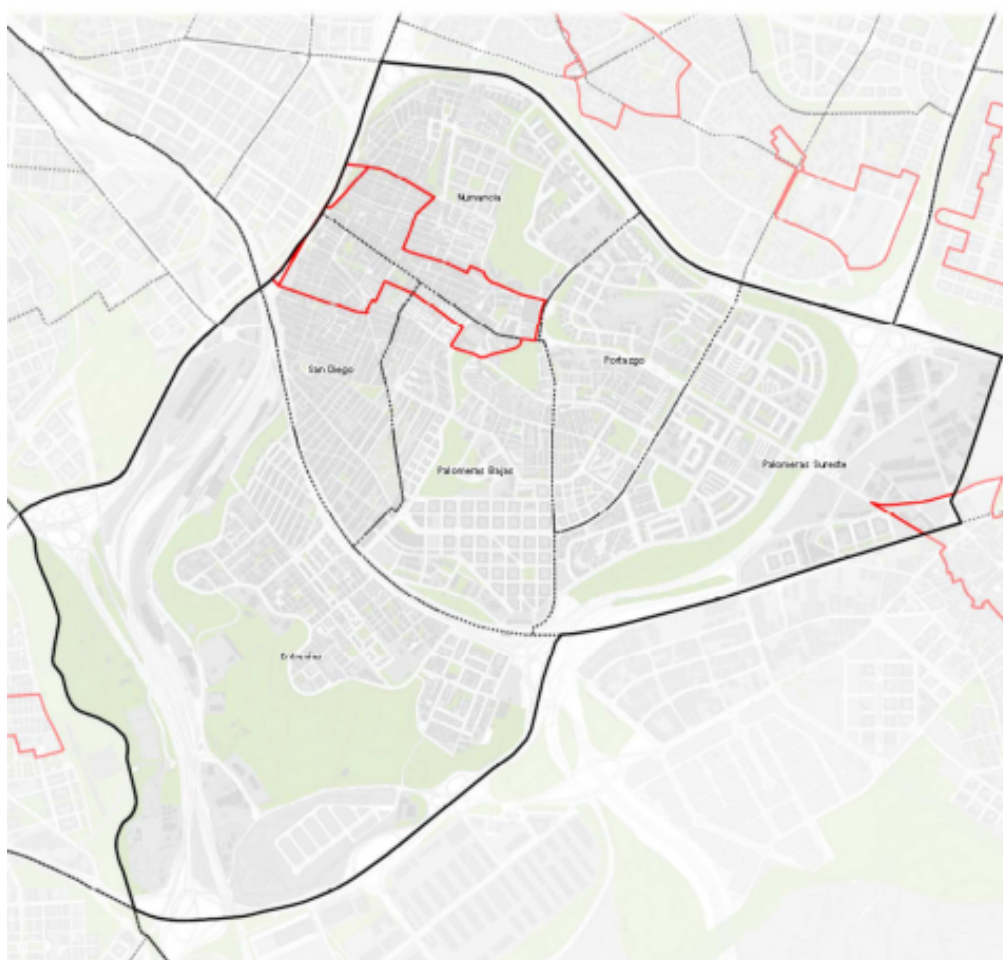 Numancia
San Diego
Portazgo
Palomeras Bajas
Palomeras Sureste
Entrevías